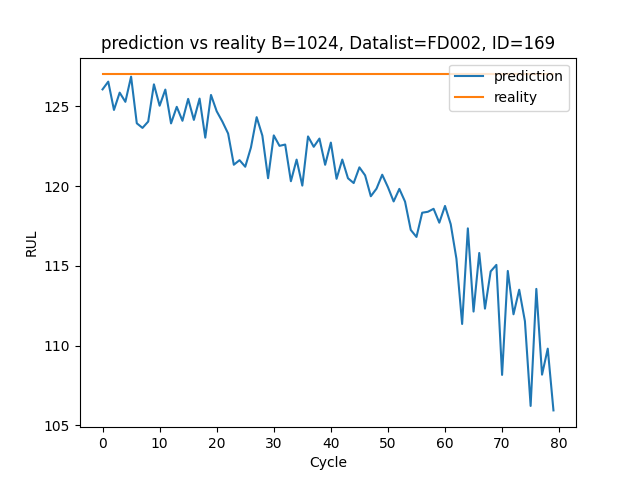 prediction vs reality B=1024, Datalist=FD002, ID=169
prediction
reality
125
120
115
110
105
RUL
0 10 20 30 40 50 60 70 80
Cycle